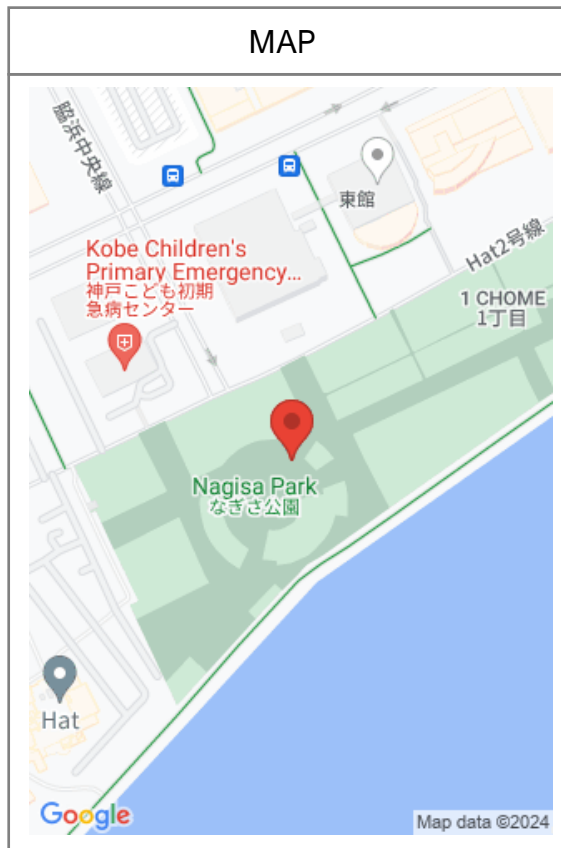 MAP
脇浜中央線
東館
Kobe Children's
Primary Emergency...
神戸こども初期
急病センター
Hat2号線
1 CHOME
1丁目
Nagisa Park
なぎさ公園
Hat
Google
Map data ©2024